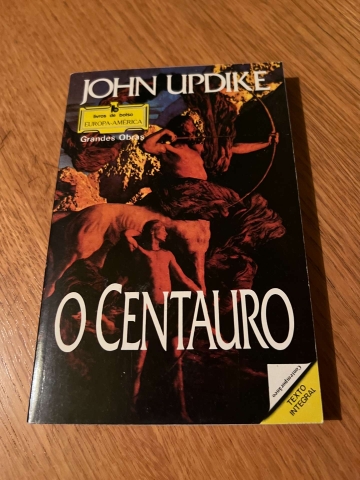 JOHN UPDIKE
livros de bolso
EUROPA-AMÉRICA
Grandes Obras
O CENTAURO
TEXTO
INTEGRAL